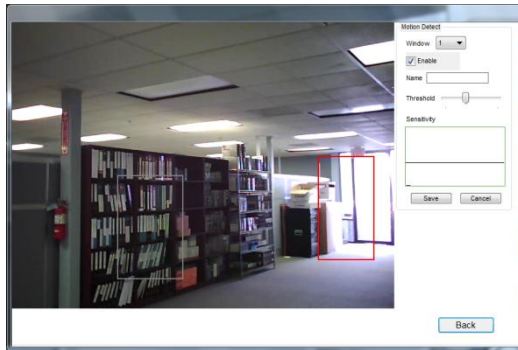 Motion Detect
Window 1
Enable
Name
Threshold
Sensitivity
Save Cancel
Back